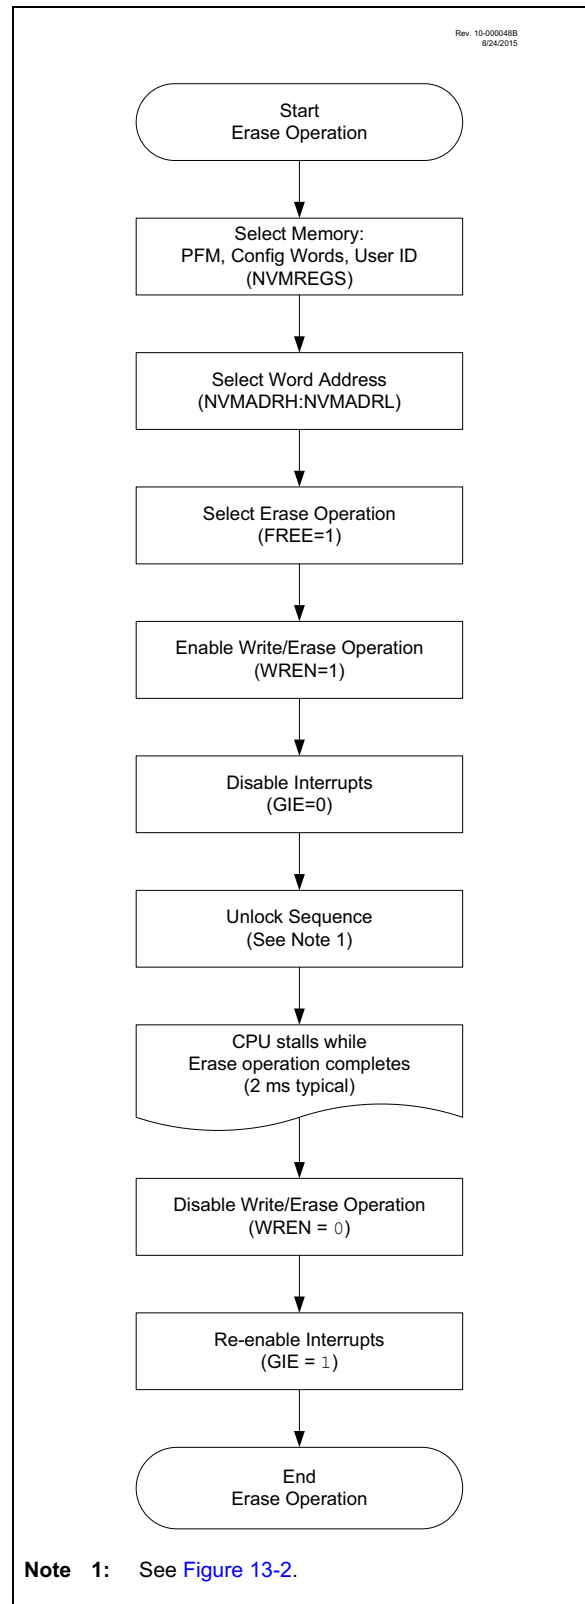 Rev. 10-000048B
8/24/2015
Start
Erase Operation
Select Memory:
PFM, Config Words, User ID
(NVMREGS)
Select Word Address
(NVMADRH:NVMADRL)
Select Erase Operation
(FREE=1)
Enable Write/Erase Operation
(WREN=1)
Disable Interrupts
(GIE=0)
Unlock Sequence
(See Note 1)
CPU stalls while
Erase operation completes
(2 ms typical)
Disable Write/Erase Operation
(WREN = 0)
Re-enable Interrupts
(GIE = 1)
End
Erase Operation
Note 1: See Figure 13-2.